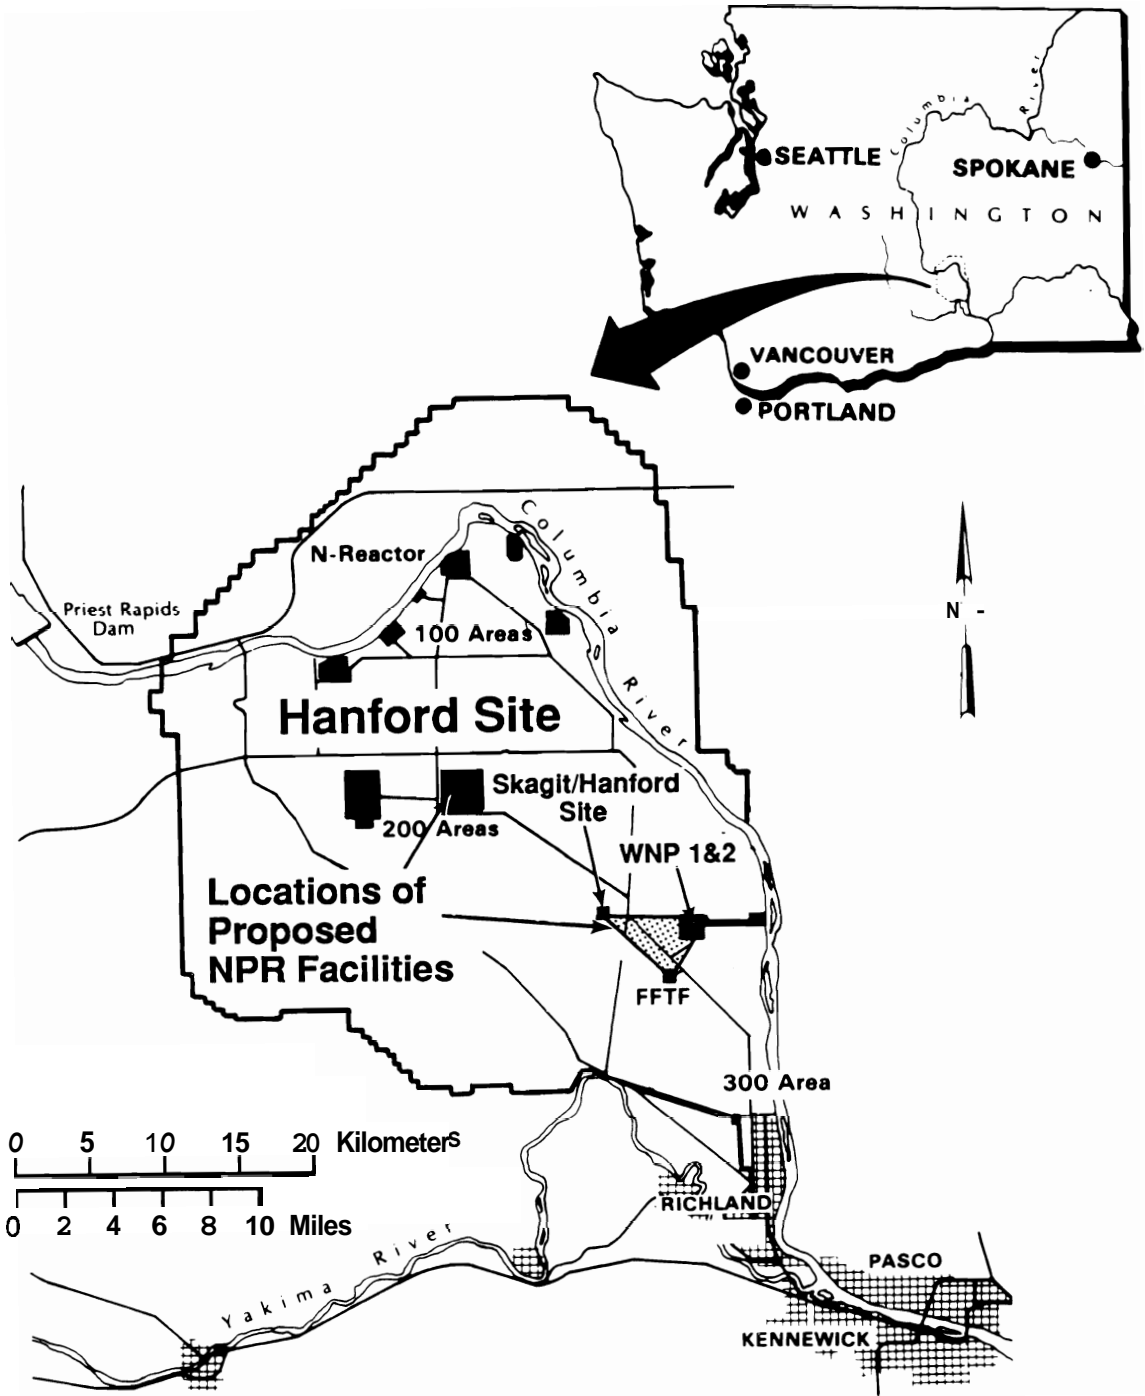 Columbia
River
SEATTLE
SPOKANE
WASHINGTON
VANCOUVER
PORTLAND
Columbia
River
N-Reactor
Priest Rapids
Dam
100 Areas
N -
Hanford Site
Skagit/Hanford
Site
200 Areas
WNP 1&2
Locations of
Proposed
NPR Facilities
FFTF
300 Area
0 5 10 15 20 Kilometers
0 2 4 6 8 10 Miles
RICHLAND
Yakima River
PASCO
KENNEWICK